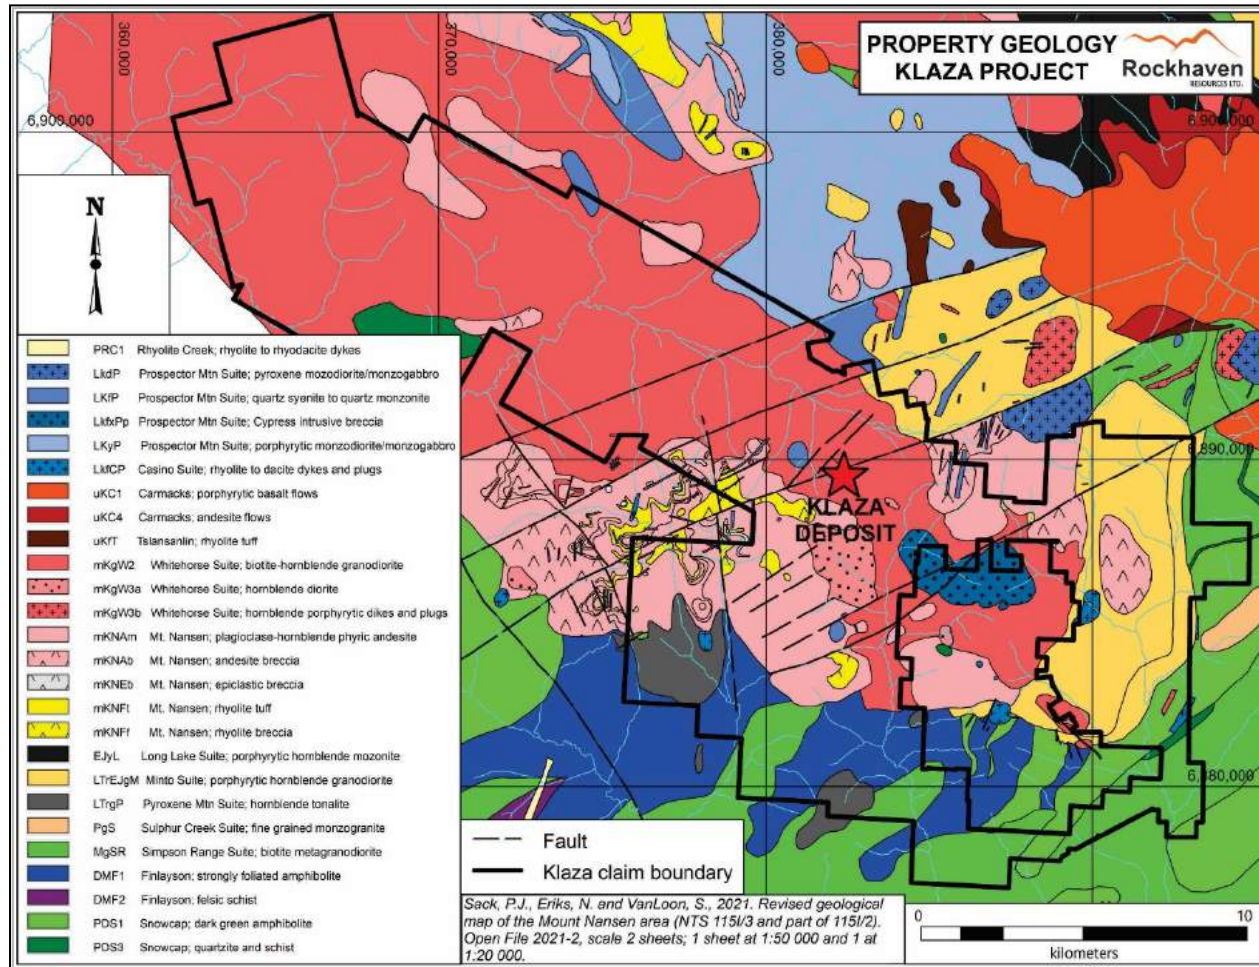 PROPERTY GEOLOGY
KLAZA PROJECT
Rockhaven
RESOURCES LTD.
360,000
370,000
380,000
6,900,000
6,900,000
N
PRC1 Rhyolite Creek; rhyolite to rhyodacite dykes
LkdP Prospector Mtn Suite; pyroxene mozodiorite/monzogabbro
LKfP Prospector Mtn Suite; quartz syenite to quartz monzonite
LkfxPp Prospector Mtn Suite; Cypress intrusive breccia
LKyP Prospector Mtn Suite; porphyrytic monzodiorite/monzogabbro
LkfCP Casino Suite; rhyolite to dacite dykes and plugs
uKC1 Carmacks; porphyrytic basalt flows
uKC4 Carmacks; andesite flows
uKfT Tslansanlin; rhyolite tuff
mKgW2 Whitehorse Suite; biotite-hornblende granodiorite
mKgW3a Whitehorse Suite; hornblende diorite
mKgW3b Whitehorse Suite; hornblende porphyrytic dikes and plugs
mKNAm Mt. Nansen; plagioclase-hornblende phyric andesite
mKNAb Mt. Nansen; andesite breccia
mKNEb Mt. Nansen; epiclastic breccia
mKNFt Mt. Nansen; rhyolite tuff
mKNFf Mt. Nansen; rhyolite breccia
EJyL Long Lake Suite; porphyrytic hornblende mozonite
LTrEJgM Minto Suite; porphyrytic hornblende granodiorite
LTrgP Pyroxene Mtn Suite; hornblende tonalite
PgS Sulphur Creek Suite; fine grained monzogranite
MgSR Simpson Range Suite; biotite metagranodiorite
DMF1 Finlayson; strongly foliated amphibolite
DMF2 Finlayson; felsic schist
PDS1 Snowcap; dark green amphibolite
PDS3 Snowcap; quartzite and schist
6,890,000
KLAZA
DEPOSIT
6,880,000
Fault
Klaza claim boundary
Sack, P.J., Eriks, N. and VanLoon, S., 2021. Revised geological
map of the Mount Nansen area (NTS 115I/3 and part of 115I/2).
Open File 2021-2, scale 2 sheets; 1 sheet at 1:50 000 and 1 at
1:20 000.
0 10
kilometers